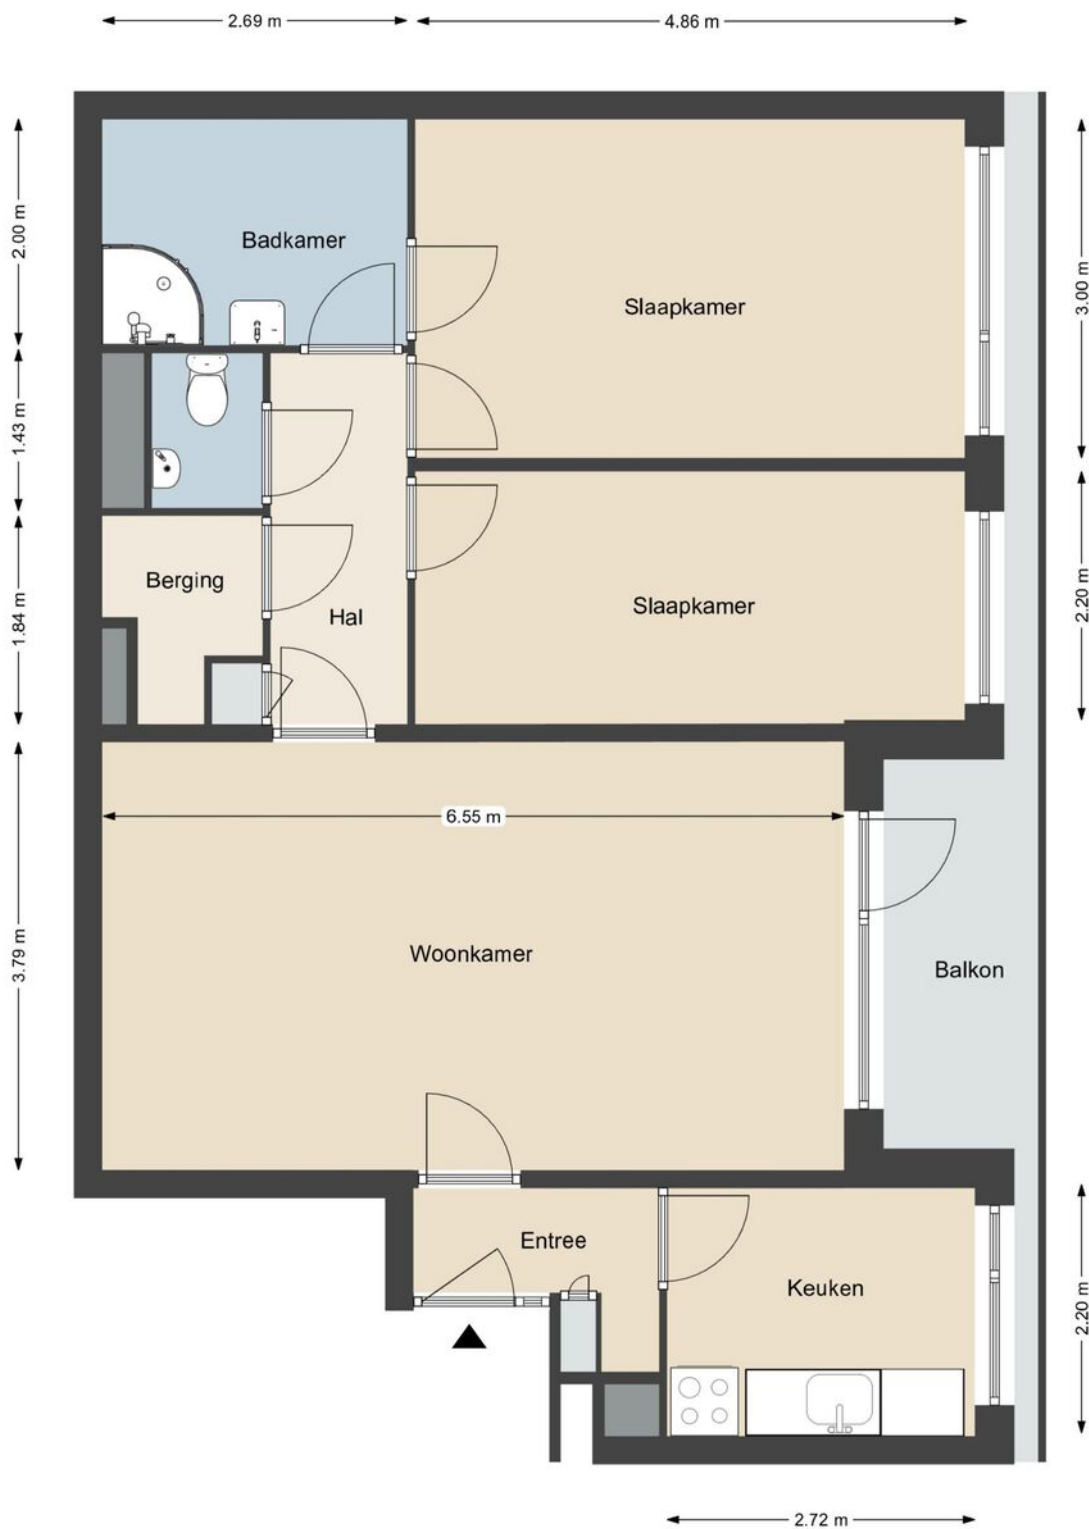 2.69 m
4.86 m
2.00 m
Badkamer
Slaapkamer
3.00 m
1.43 m
Berging
Hal
Slaapkamer
1.84 m
2.20 m
6.55 m
Woonkamer
3.79 m
Balkon
Entree
Keuken
2.20 m
2.72 m